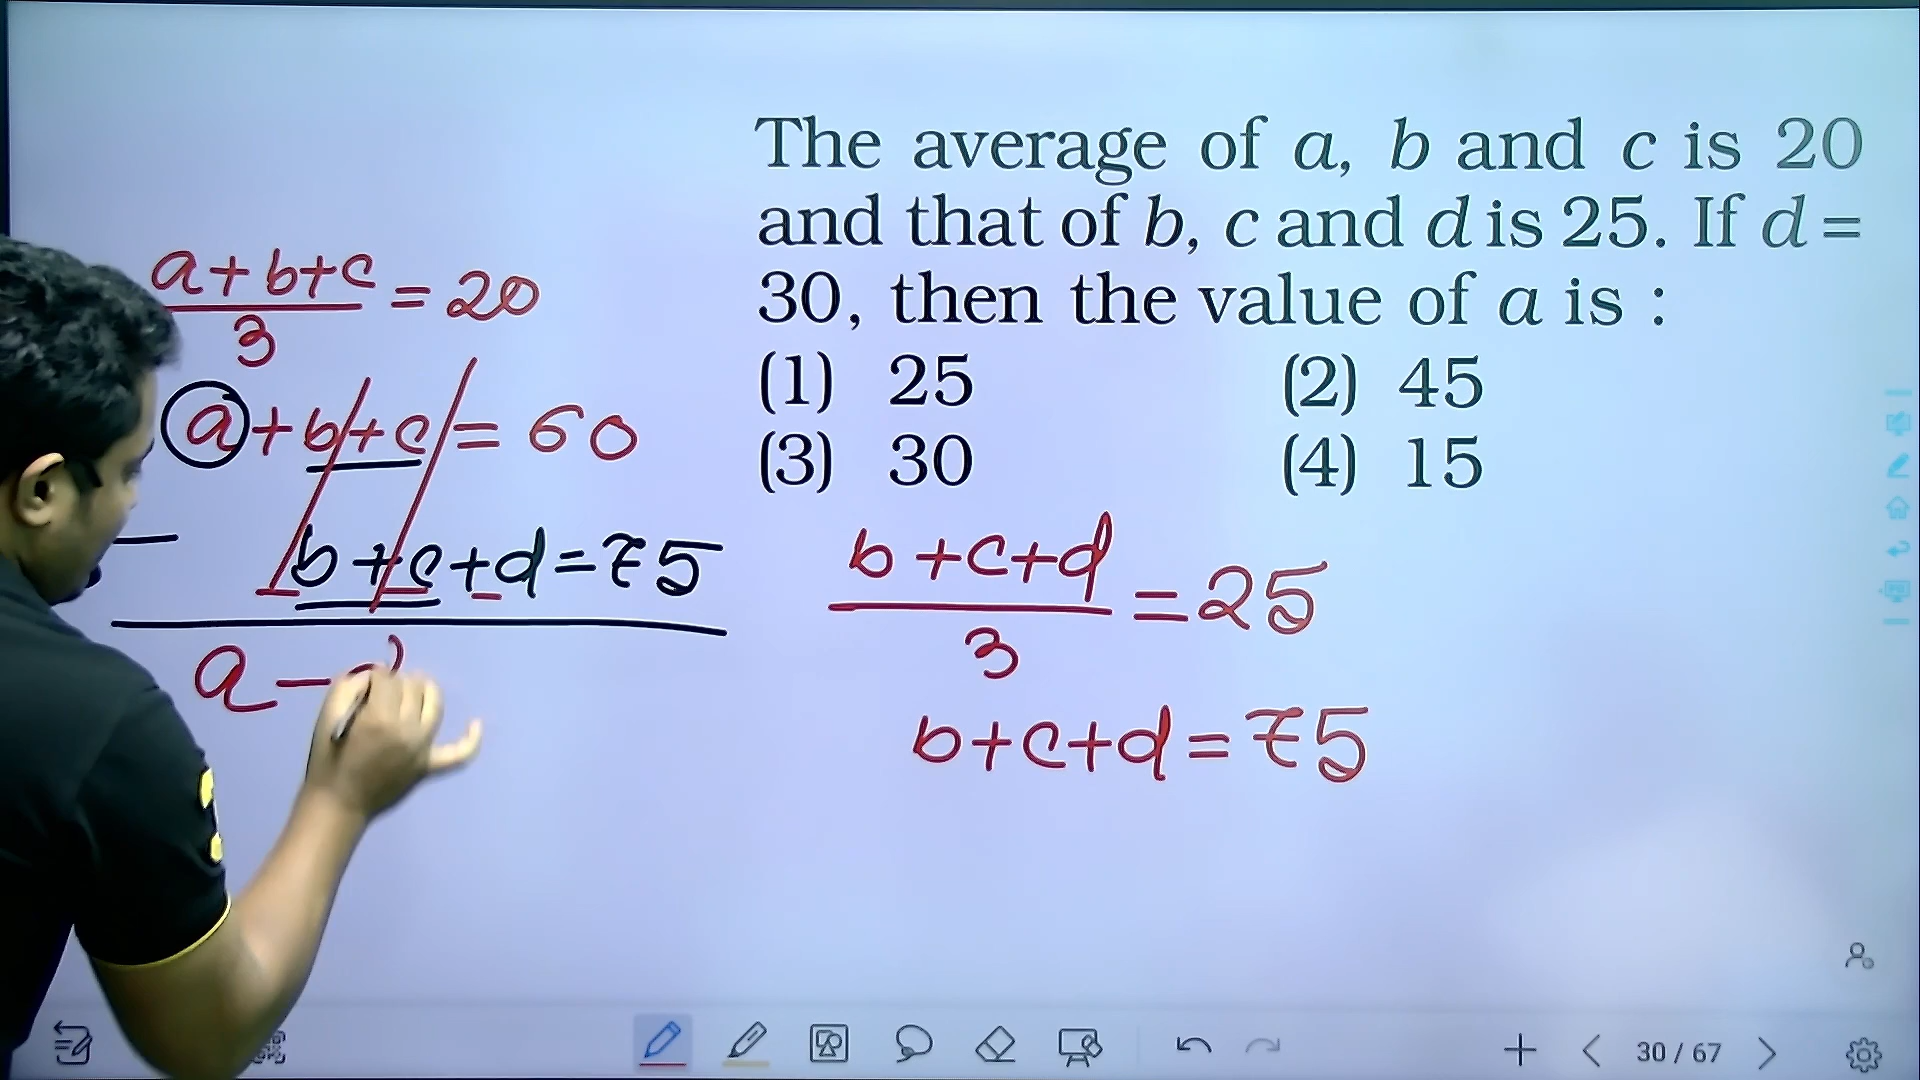 The average of a, b and c is 20
and that of b, c and d is 25. If d =
30, then the value of a is :
(1) 25 (2) 45
(3) 30 (4) 15
a+b+c/3 = 20
a+b+c = 60
b+c+d=75
a-
b+c+d/3 = 25
b+c+d=75
30 / 67